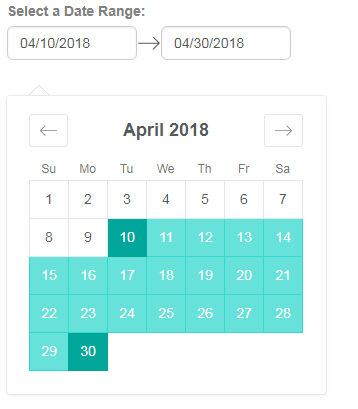 Select a Date Range:
04/10/2018 04/30/2018
April 2018
Su Mo Tu We Th Fr Sa
1 2 3 4 5 6 7
8 9 10 11 12 13 14
15 16 17 18 19 20 21
22 23 24 25 26 27 28
29 30